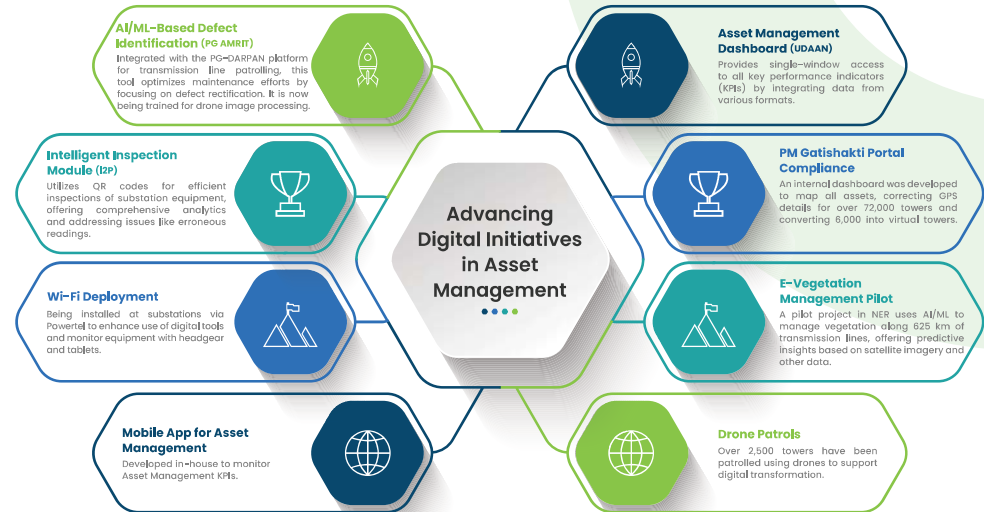 AI/ML-Based Defect
Identification (PG AMRIT)
Integrated with the PG-DARPAN platform
for transmission line patrolling, this
tool optimizes maintenance efforts by
focusing on defect rectification. It is now
being trained for drone image processing.
Intelligent Inspection
Module (I2P)
Utilizes QR codes for efficient
inspections of substation equipment,
offering comprehensive analytics
and addressing issues like erroneous
readings.
Wi-Fi Deployment
Being installed at substations via
Powertel to enhance use of digital tools
and monitor equipment with headgear
and tablets.
Mobile App for Asset
Management
Developed in-house to monitor
Asset Management KPIs.
Advancing
Digital Initiatives
in Asset
Management
Asset Management
Dashboard (UDAAN)
Provides single-window access
to all key performance indicators
(KPIs) by integrating data from
various formats.
PM Gatishakti Portal
Compliance
An internal dashboard was developed
to map all assets, correcting GPS
details for over 72,000 towers and
converting 6,000 into virtual towers.
E-Vegetation
Management Pilot
A pilot project in NER uses AI/ML to
manage vegetation along 625 km of
transmission lines, offering predictive
insights based on satellite imagery and
other data.
Drone Patrols
Over 2,500 towers have been
patrolled using drones to support
digital transformation.